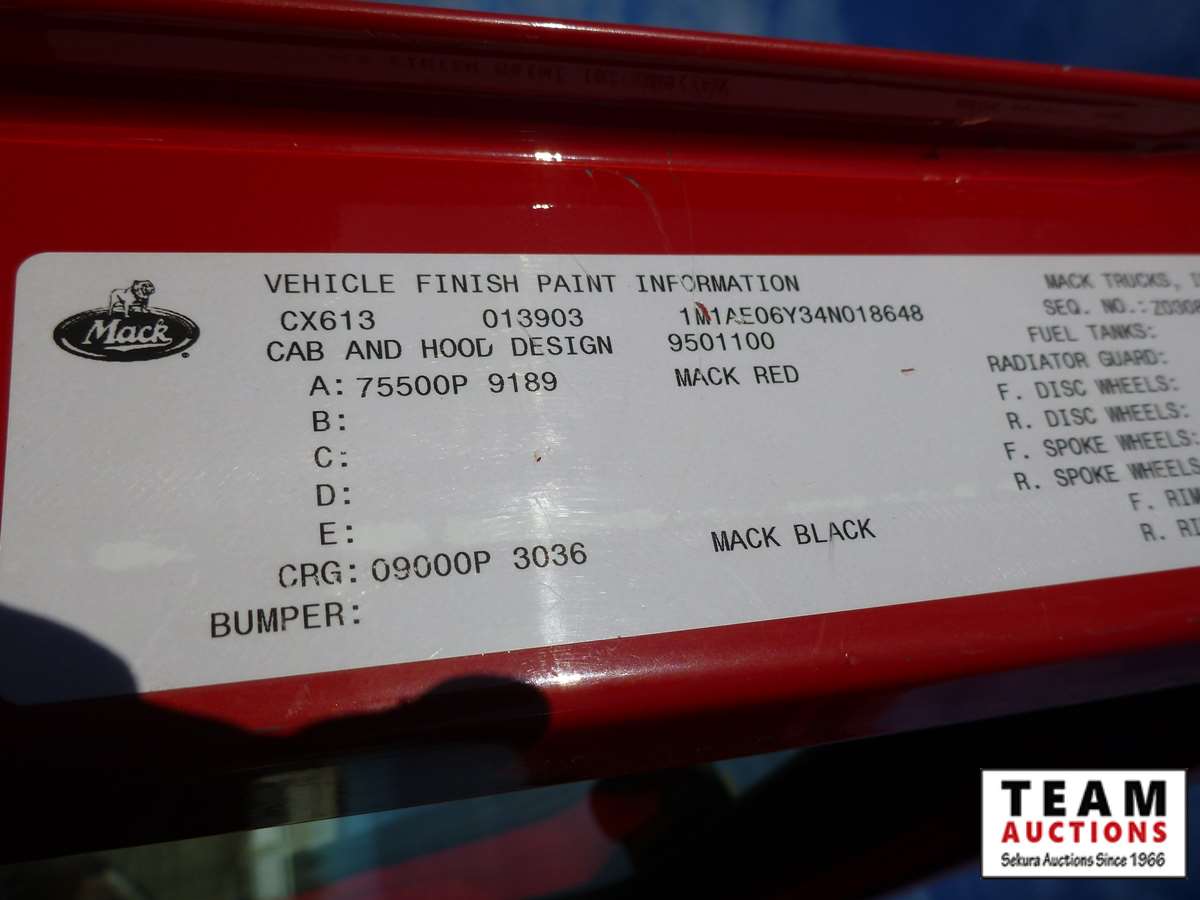 VEHICLE FINISH PAINT INFORMATION
CX613 013903 1M1AE06Y34N018648
CAB AND HOOD DESIGN 9501100
A: 75500P 9189 MACK RED
B:
C:
D:
E:
CRG: 09000P 3036 MACK BLACK
BUMPER:
Mack
MACK TRUCKS,
SEQ. NO.:
FUEL TANKS:
RADIATOR GUARD:
F. DISC WHEELS:
R. DISC WHEELS:
F. SPOKE WHEELS:
R. SPOKE WHEELS
F.
R.
TEAM
AUCTIONS
Sekura Auctions Since 1966